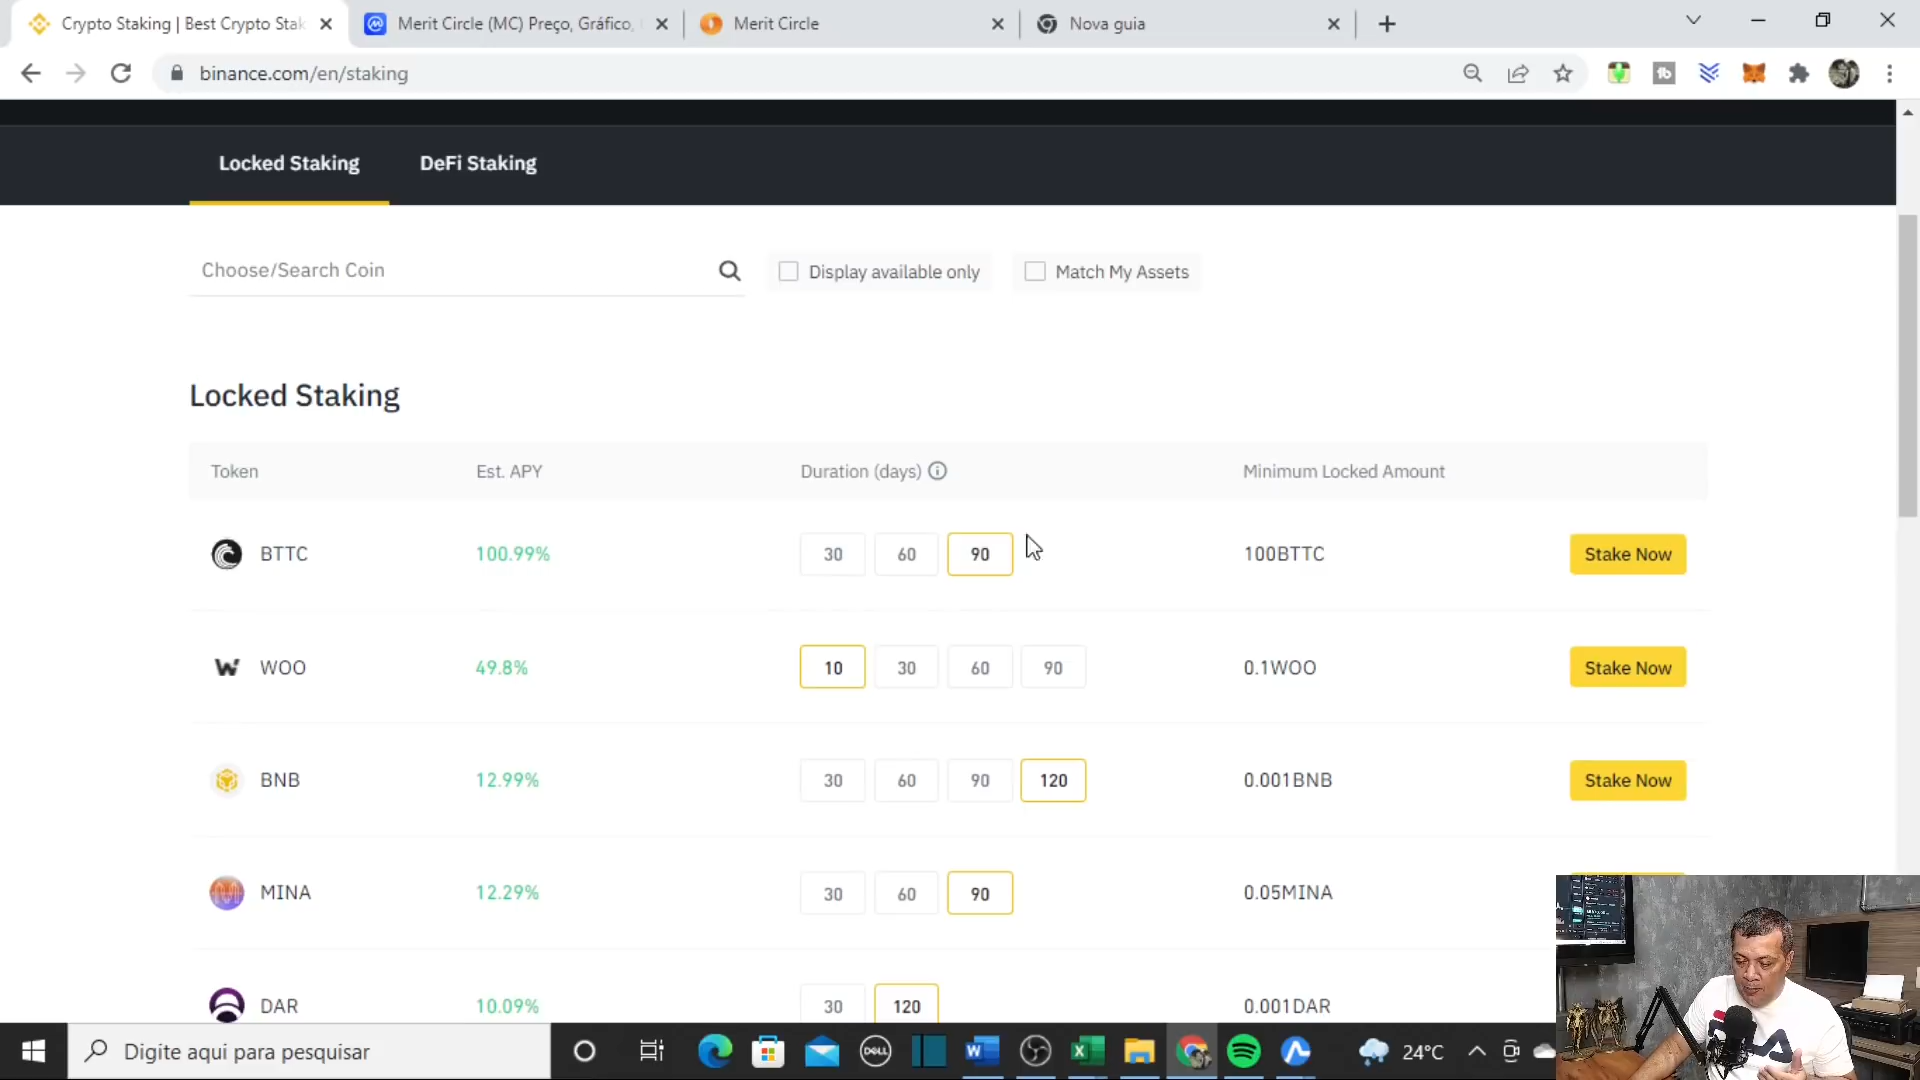 Crypto Staking | Best Crypto Stak
Merit Circle (MC) Preço, Gráfico,
Merit Circle
Nova guia
binance.com/en/staking
Locked Staking
DeFi Staking
Choose/Search Coin
Display available only
Match My Assets
Locked Staking
Token Est. APY Duration (days) Minimum Locked Amount
BTTC 100.99% 30 60 90 100BTTC Stake Now
WOO 49.8% 10 30 60 90 0.1WOO Stake Now
BNB 12.99% 30 60 90 120 0.001BNB Stake Now
MINA 12.29% 30 60 90 0.05MINA
DAR 10.09% 30 120 0.001DAR
Digite aqui para pesquisar
DELL
24°C